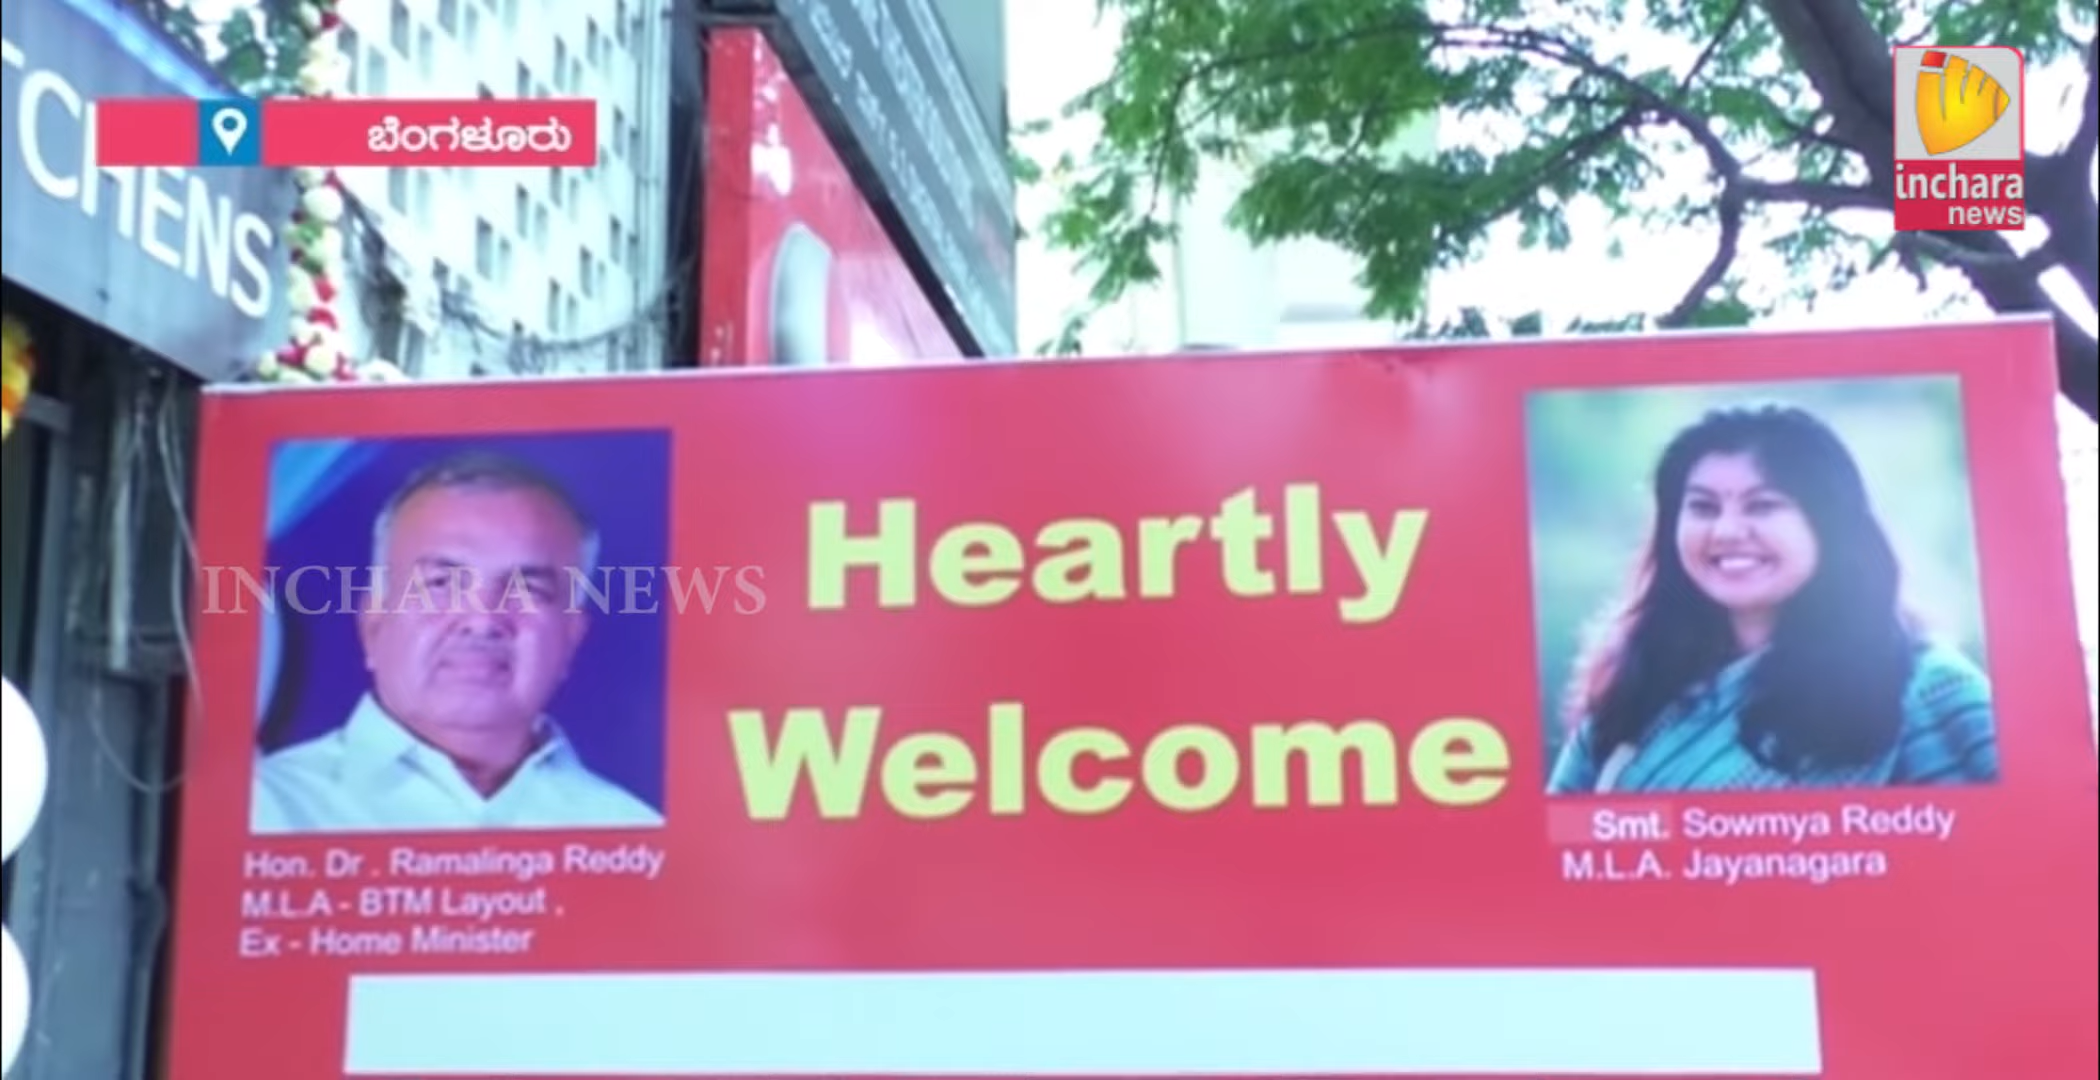 TCHENS
ಬೆಂಗಳೂರು
inchara
news
INCHARA NEWS
Heartly
Welcome
Hon. Dr . Ramalinga Reddy
M.L.A - BTM Layout ,
Ex - Home Minister
Smt. Sowmya Reddy
M.L.A. Jayanagara